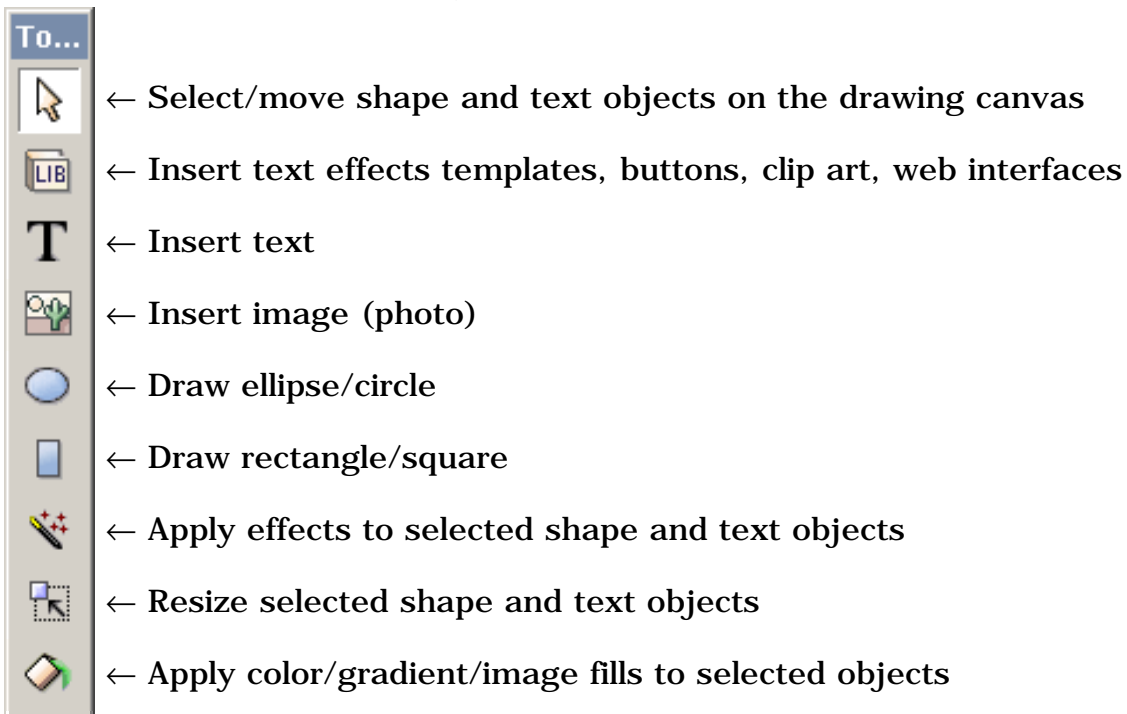 To...
← Select/move shape and text objects on the drawing canvas
LIB
← Insert text effects templates, buttons, clip art, web interfaces
T
← Insert text
← Insert image (photo)
← Draw ellipse/circle
← Draw rectangle/square
← Apply effects to selected shape and text objects
← Resize selected shape and text objects
← Apply color/gradient/image fills to selected objects